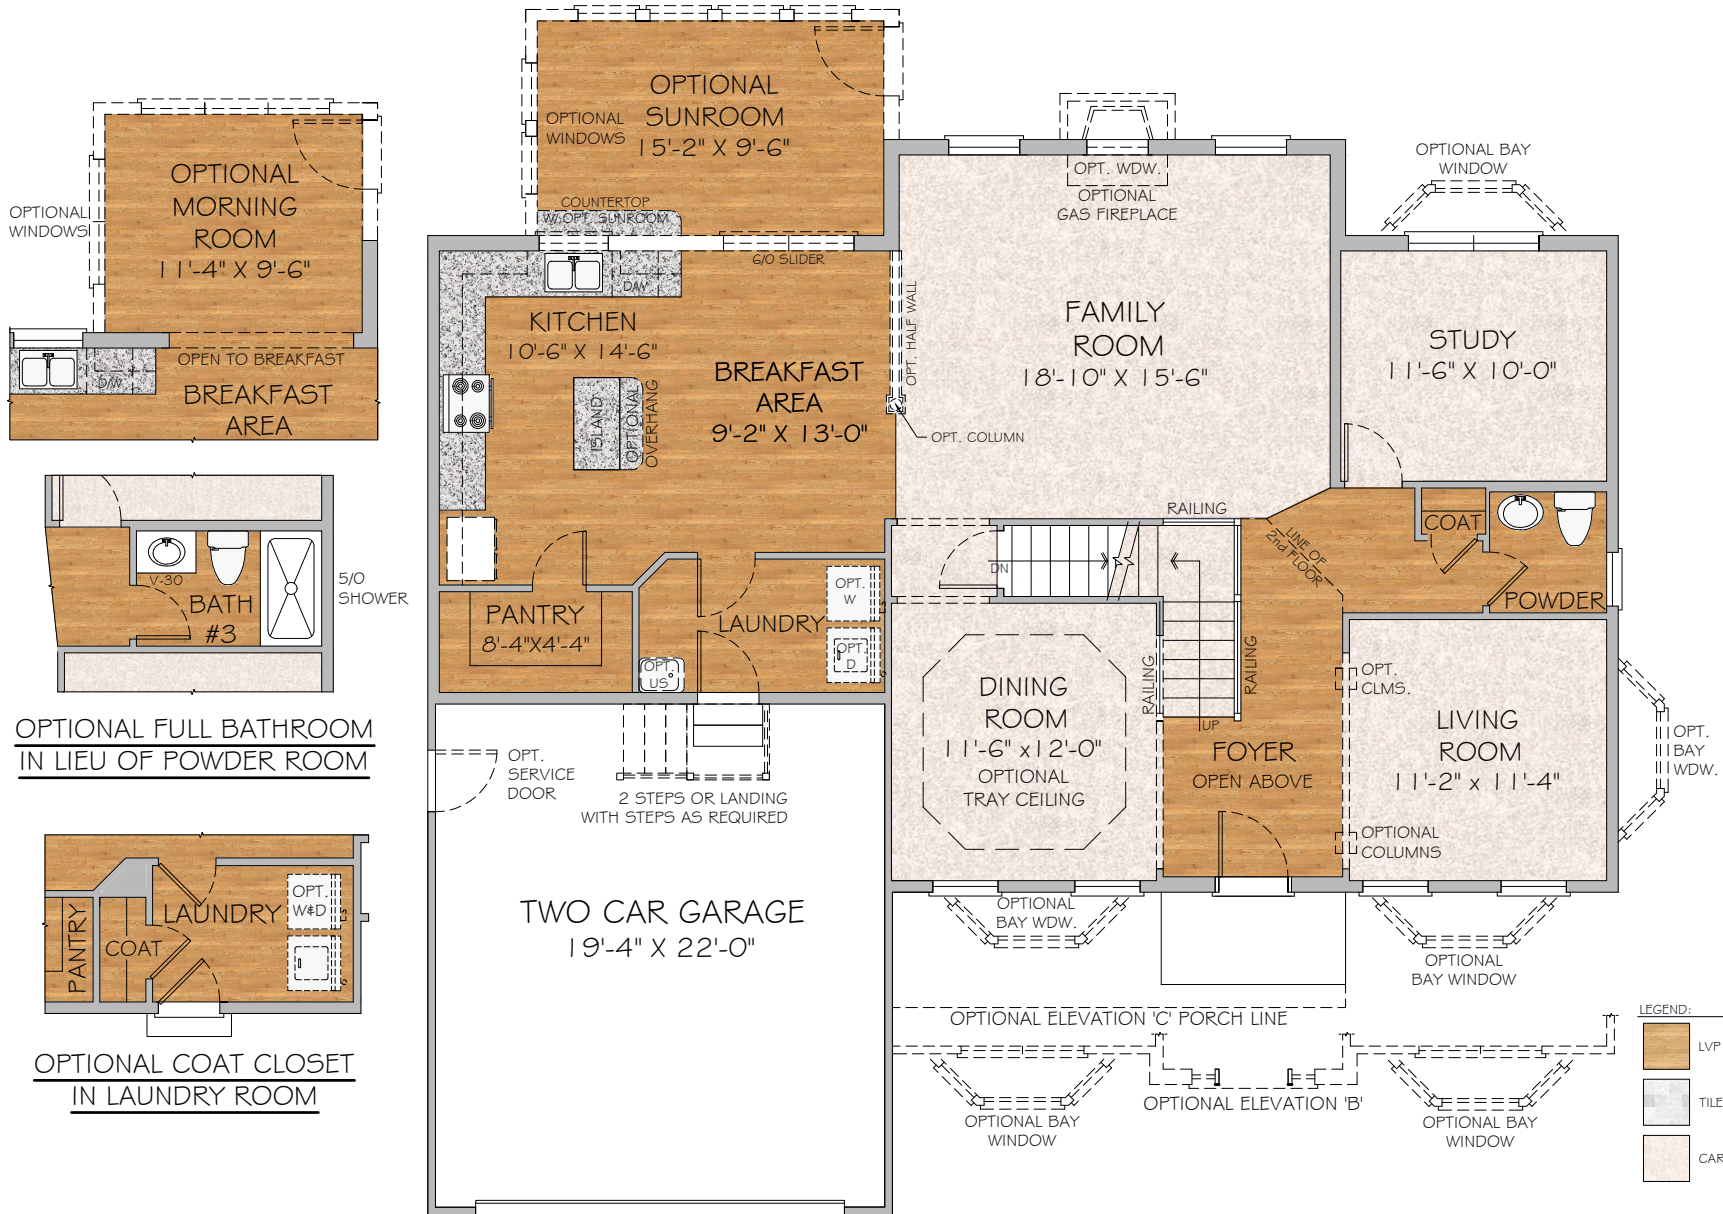 OPTIONAL
MORNING
ROOM
11'-4" X 9'-6"
OPTIONAL
WINDOWS
OPEN TO BREAKFAST
D/W
BREAKFAST
AREA
V-30
BATH
#3
5/0
SHOWER
OPTIONAL FULL BATHROOM
IN LIEU OF POWDER ROOM
PANTRY
COAT
LAUNDRY
OPT.
W&D
OPTIONAL COAT CLOSET
IN LAUNDRY ROOM
OPTIONAL
SUNROOM
15'-2" X 9'-6"
OPTIONAL
WINDOWS
COUNTERTOP
W/ OPT. SUNROOM
6/0 SLIDER
D/W
KITCHEN
10'-6" X 14'-6"
ISLAND
OPTIONAL
OVERHANG
BREAKFAST
AREA
9'-2" X 13'-0"
OPT. HALF WALL
OPT. COLUMN
OPT. WDW.
OPTIONAL
GAS FIREPLACE
FAMILY
ROOM
18'-10" X 15'-6"
OPTIONAL BAY
WINDOW
STUDY
11'-6" X 10'-0"
RAILING
LINE OF
2nd FLOOR
COAT
POWDER
DN
PANTRY
8'-4"X4'-4"
LAUNDRY
OPT.
W
OPT.
D
OPT.
US
DINING
ROOM
11'-6" x12'-0"
OPTIONAL
TRAY CEILING
RAILING
RAILING
UP
FOYER
OPEN ABOVE
OPT.
CLMS.
LIVING
ROOM
11'-2" x 11'-4"
OPTIONAL
COLUMNS
OPT.
BAY
WDW.
OPT.
SERVICE
DOOR
2 STEPS OR LANDING
WITH STEPS AS REQUIRED
TWO CAR GARAGE
19'-4" X 22'-0"
OPTIONAL
BAY WDW.
OPTIONAL
BAY WINDOW
OPTIONAL ELEVATION 'C' PORCH LINE
OPTIONAL ELEVATION 'B'
OPTIONAL BAY
WINDOW
OPTIONAL BAY
WINDOW
LEGEND:
LVP
TILE
CAR